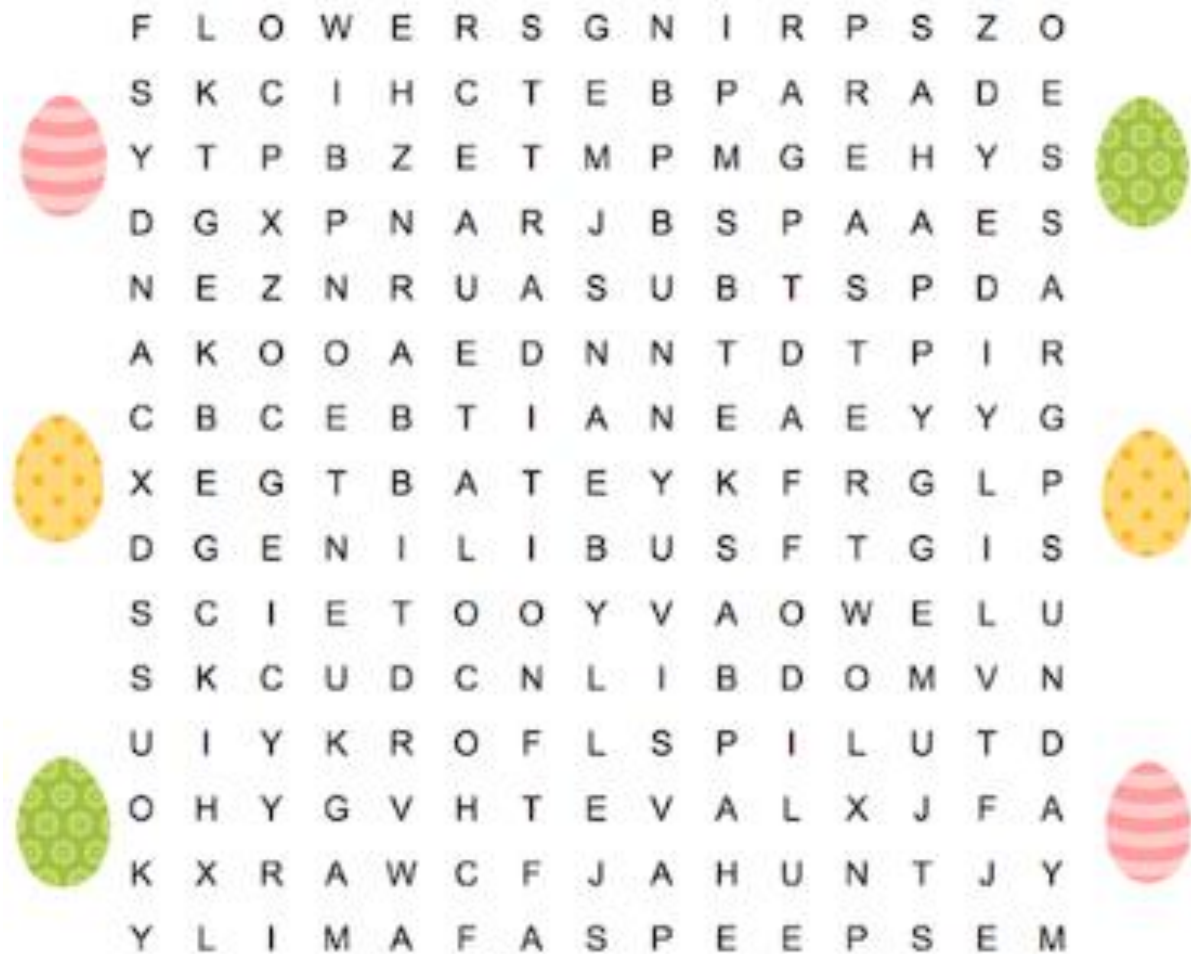 F L O W E R S G N I R P S Z O
S K C I H C T E B P A R A D E
Y T P B Z E T M P M G E H Y S
D G X P N A R J B S P A A E S
N E Z N R U A S U B T S P D A
A K O O A E D N N T D T P I R
C B C E B T I A N E A E Y Y G
X E G T B A T E Y K F R G L P
D G E N I L I B U S F T G I S
S C I E T O O Y V A O W E L U
S K C U D C N L I B D O M V N
U I Y K R O F L S P I L U T D
O H Y G V H T E V A L X J F A
K X R A W C F J A H U N T J Y
Y L I M A F A S P E E P S E M